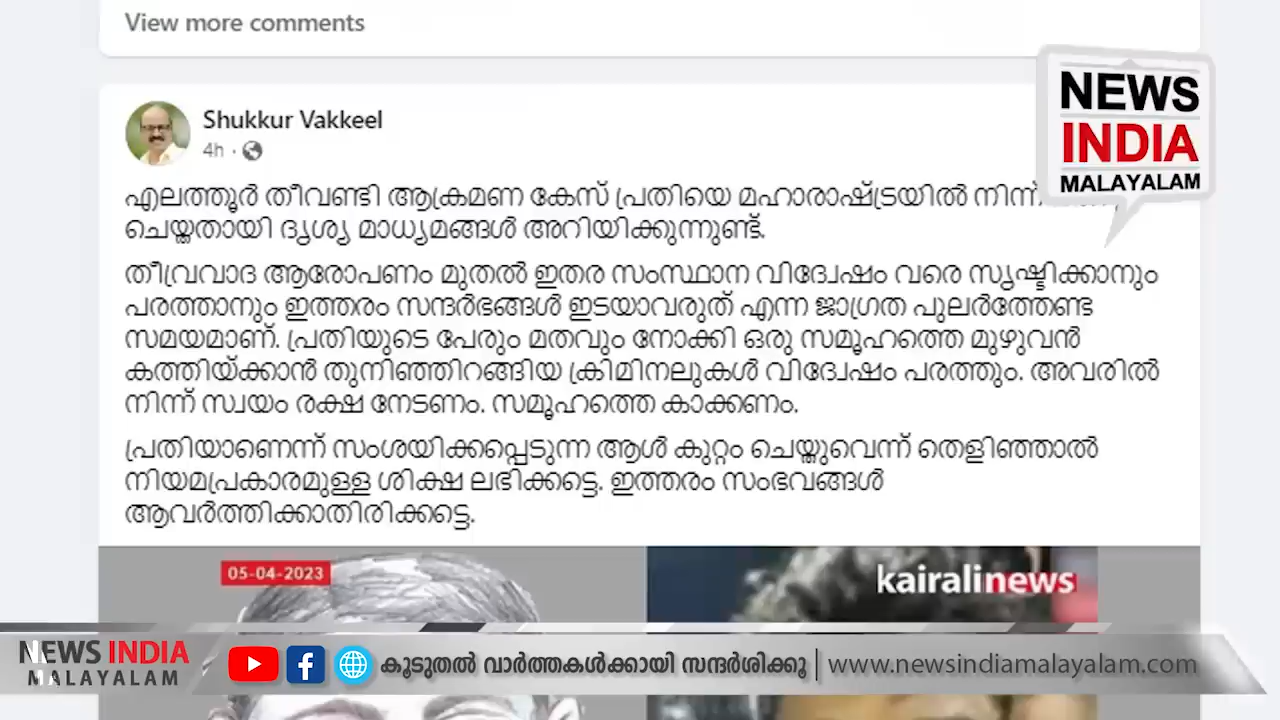 View more comments
Shukkur Vakkeel
4h
എലത്തൂർ തീവണ്ടി ആക്രമണ കേസ് പ്രതിയെ മഹാരാഷ്ട്രയിൽ
ചെയ്തതായി ദൃശ്യ മാധ്യമങ്ങൾ അറിയിക്കുന്നുണ്ട്.
തീവ്രവാദ ആരോപണം മുതൽ ഇതര സംസ്ഥാന വിദ്വേഷം വരെ സൃഷ്ടിക്കാനും
പരത്താനും ഇത്തരം സന്ദർഭങ്ങൾ ഇടയാവരുത് എന്ന ജാഗ്രത പുലർത്തേണ്ട
സമയമാണ്. പ്രതിയുടെ പേരും മതവും നോക്കി ഒരു സമൂഹത്തെ മുഴുവൻ
കത്തിയ്ക്കാൻ തുനിഞ്ഞിറങ്ങിയ ക്രിമിനലുകൾ വിദ്വേഷം പരത്തും. അവരിൽ
നിന്ന് സ്വയം രക്ഷ നേടണം. സമൂഹത്തെ കാക്കണം.
പ്രതിയാണെന്ന് സംശയിക്കപ്പെടുന്ന ആൾ കുറ്റം ചെയ്തുവെന്ന് തെളിഞ്ഞാൽ
നിയമപ്രകാരമുള്ള ശിക്ഷ ലഭിക്കട്ടെ. ഇത്തരം സംഭവങ്ങൾ
ആവർത്തിക്കാതിരിക്കട്ടെ.
NEWS
INDIA
MALAYALAM
05-04-2023
kairalinews
NEWS INDIA
MALAYALAM
കൂടുതൽ വാർത്തകൾക്കായി സന്ദർശിക്കൂ | www.newsindiamalayalam.com